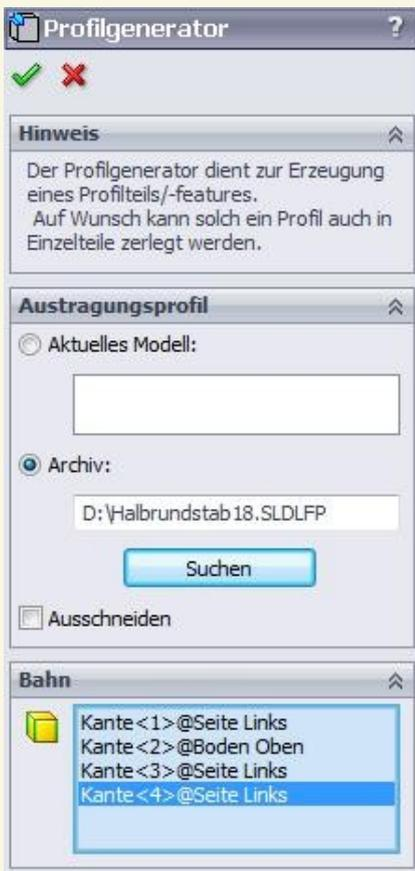 Profilgenerator ?
Hinweis
Der Profilgenerator dient zur Erzeugung
eines Profilteils/-features.
Auf Wunsch kann solch ein Profil auch in
Einzelteile zerlegt werden.
Austragungsprofil
Aktuelles Modell:
Archiv:
D:\Halbrundstab18.SLDLFP
Suchen
Ausschneiden
Bahn
Kante<1>@Seite Links
Kante<2>@Boden Oben
Kante<3>@Seite Links
Kante<4>@Seite Links